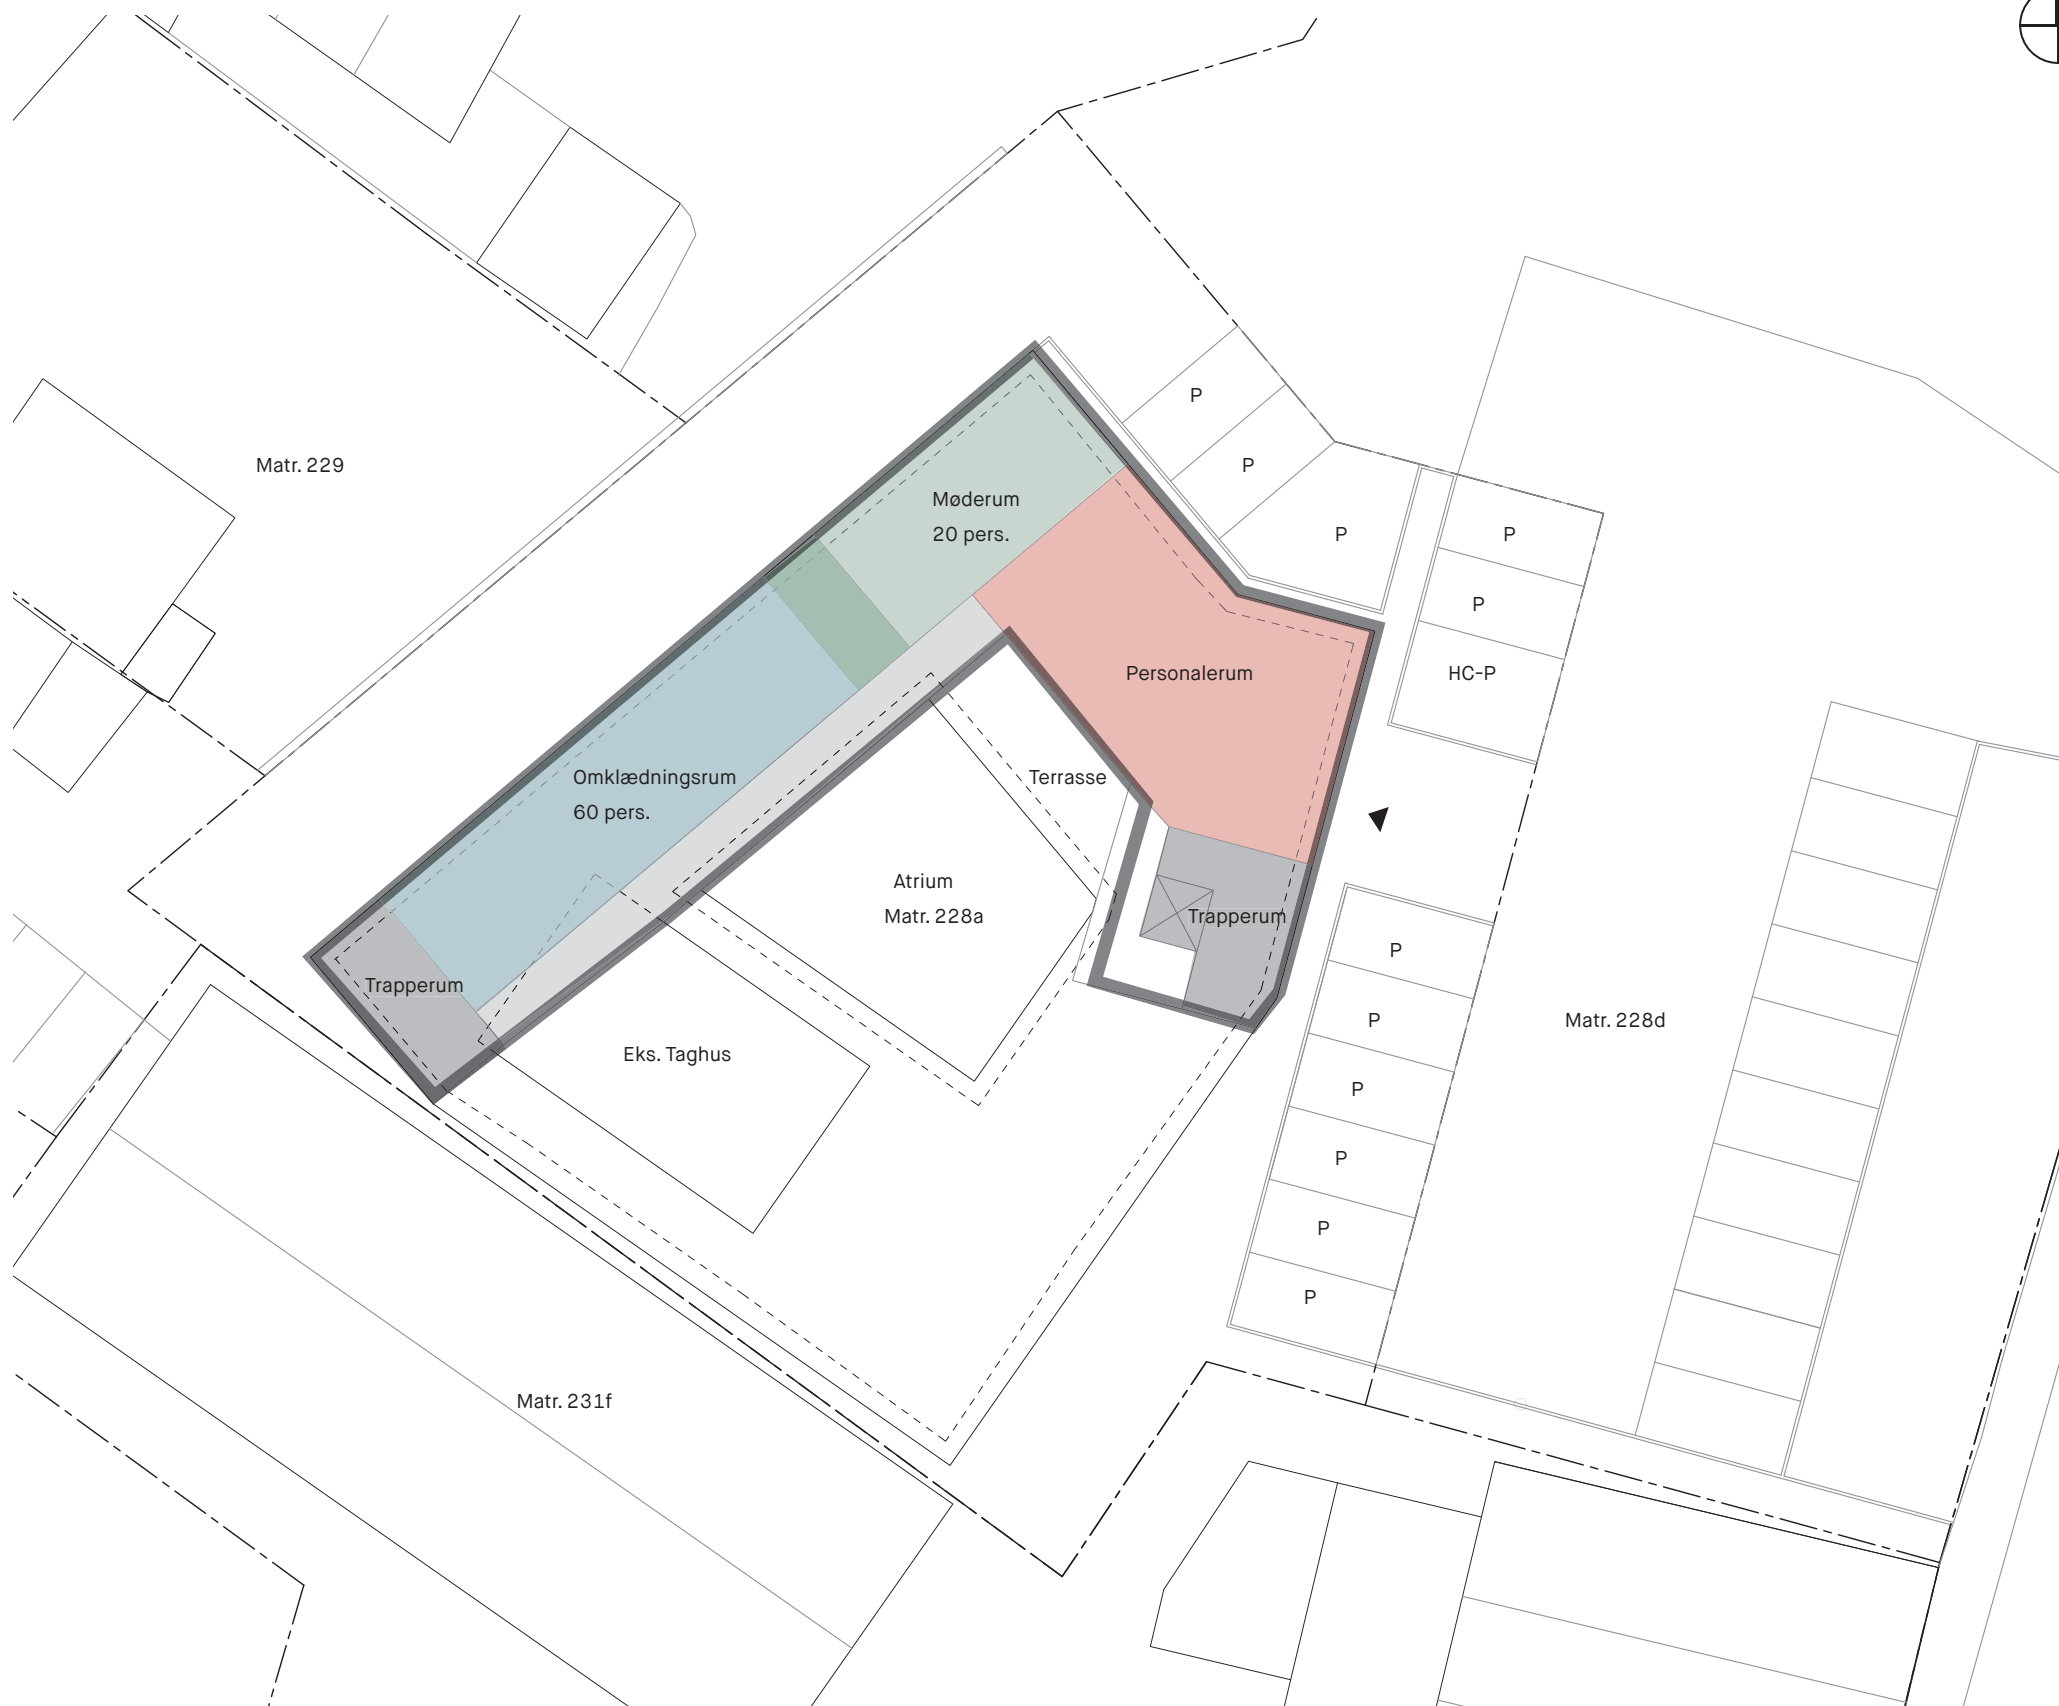 P
Matr. 229
P
Møderum
20 pers.
P
P
P
Personalerum
HC-P
Omklædningsrum
60 pers.
Terrasse
Atrium
Matr. 228a
Trapperum
P
Trapperum
P
Matr. 228d
Eks. Taghus
P
P
P
P
Matr. 231f